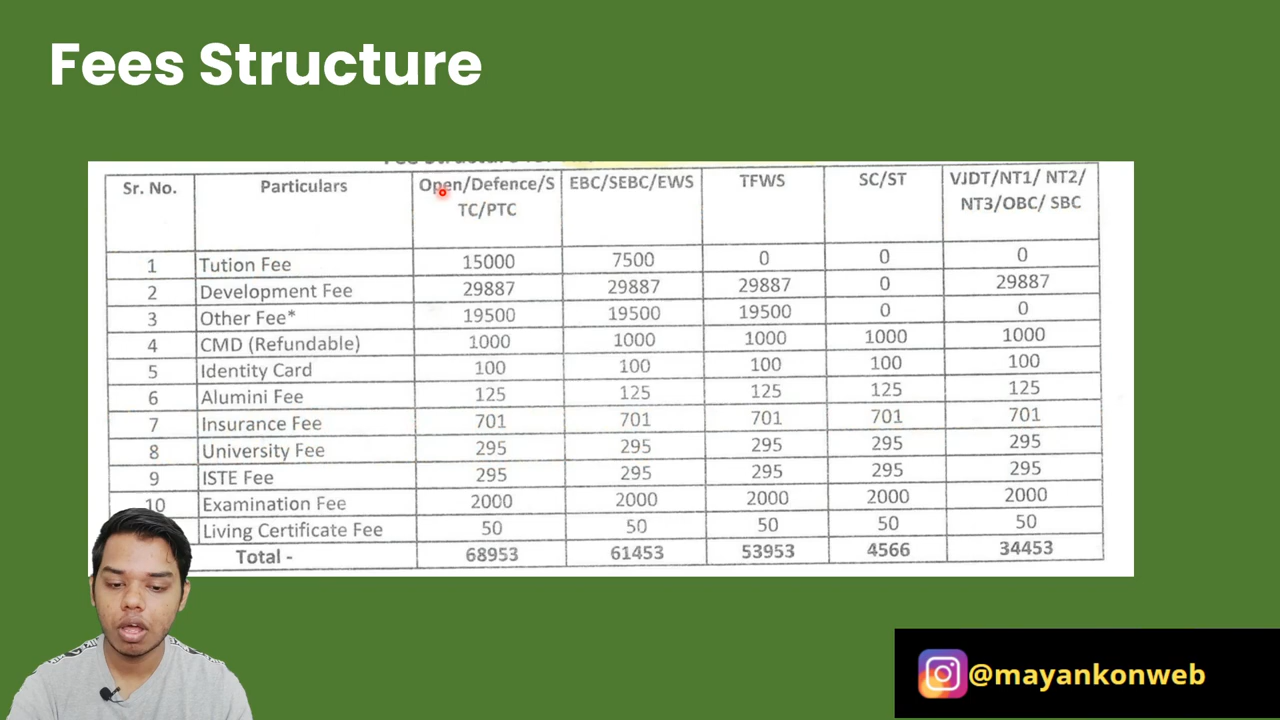 Fees Structure
Sr. No. Particulars Open/Defence/S EBC/SEBC/EWS TFWS SC/ST VJDT/NT1/ NT2/
TC/PTC NT3/OBC/ SBC
1 Tution Fee 15000 7500 0 0 0
2 Development Fee 29887 29887 29887 0 29887
3 Other Fee* 19500 19500 19500 0 0
4 CMD (Refundable) 1000 1000 1000 1000 1000
5 Identity Card 100 100 100 100 100
6 Alumini Fee 125 125 125 125 125
7 Insurance Fee 701 701 701 701 701
8 University Fee 295 295 295 295 295
9 ISTE Fee 295 295 295 295 295
10 Examination Fee 2000 2000 2000 2000 2000
Living Certificate Fee 50 50 50 50 50
Total - 68953 61453 53953 4566 34453
@mayankonweb